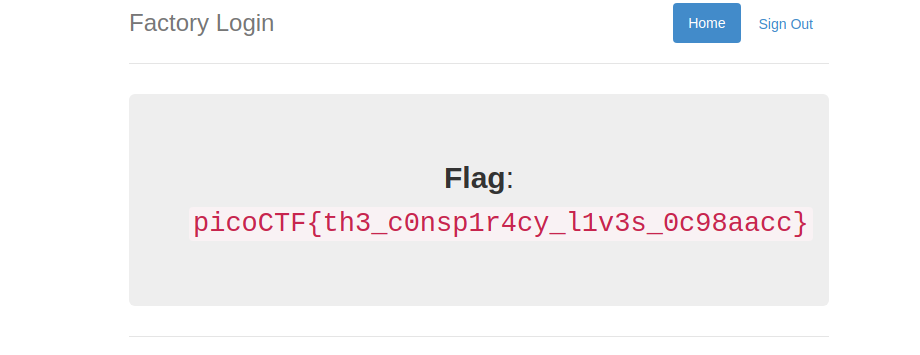 Factory Login
Home
Sign Out
Flag:
picoCTF{th3_c0nsp1r4cy_l1v3s_0c98aacc}